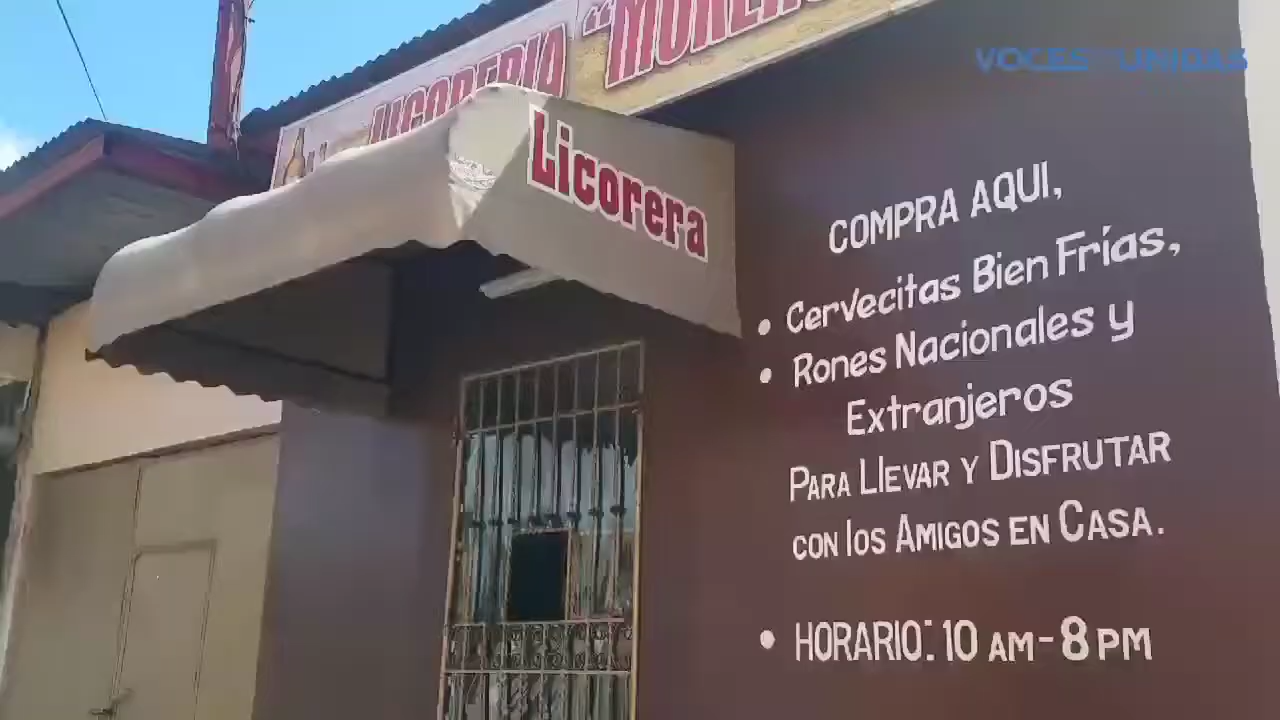 VOCES UNIDAS
LICORERIA
Licorera
COMPRA AQUI,
• Cervecitas Bien Frías,
• Rones Nacionales y
Extranjeros
PARA LLEVAR Y DISFRUTAR
CON los AMIGOS EN CASA.
• HORARIO: 10 AM - 8 PM